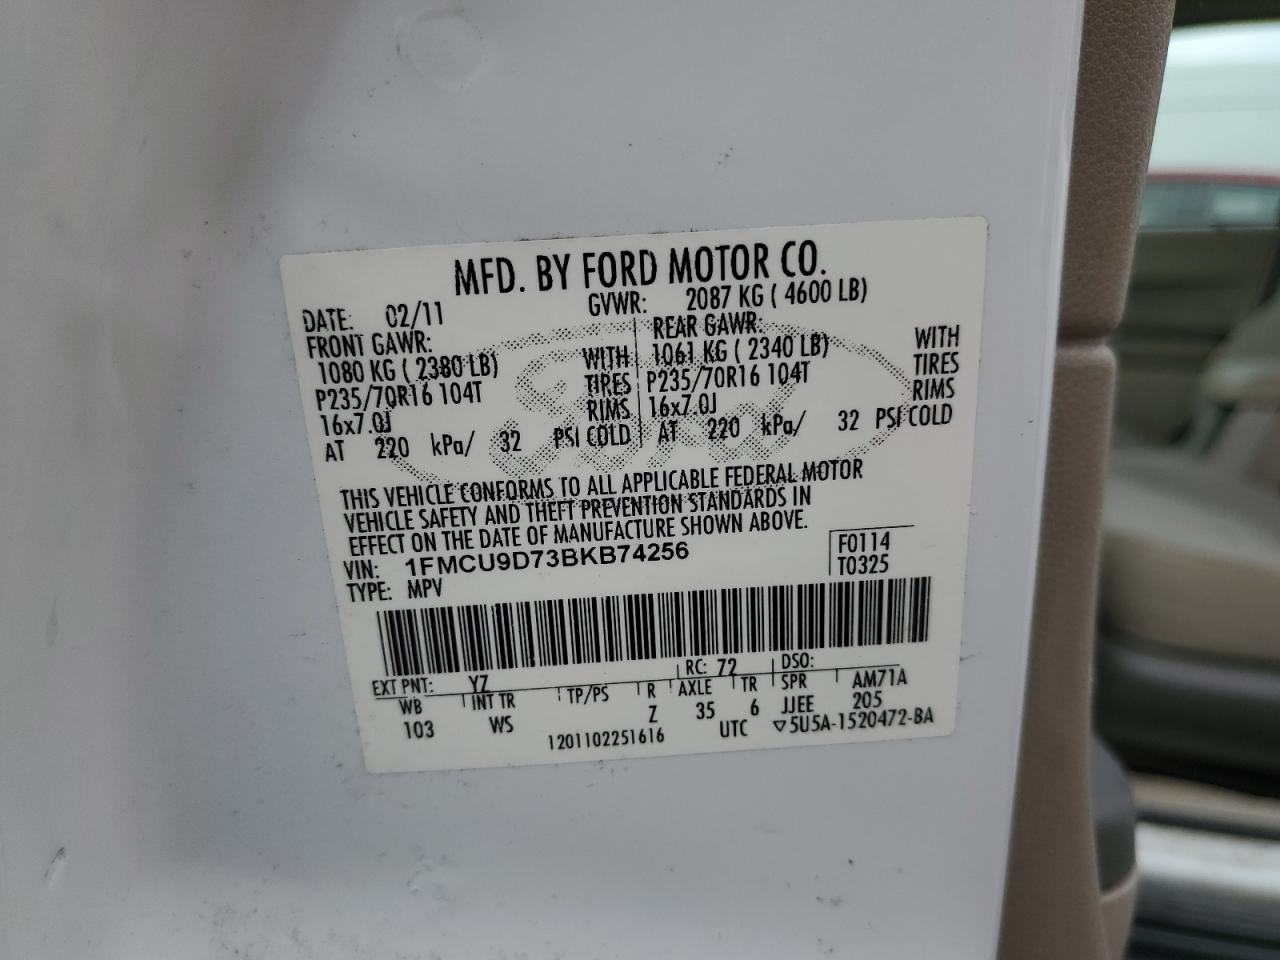 MFD. BY FORD MOTOR CO.
DATE: 02/11 GVWR: 2087 KG ( 4600 LB)
FRONT GAWR: REAR GAWR:
1080 KG ( 2380 LB) WITH 1061 KG ( 2340 LB) WITH
P235/70R16 104T TIRES P235/70R16 104T TIRES
16x7.0J RIMS 16x7.0J RIMS
AT 220 kPa/ 32 PSI COLD AT 220 kPa/ 32 PSI COLD
THIS VEHICLE CONFORMS TO ALL APPLICABLE FEDERAL MOTOR
VEHICLE SAFETY AND THEFT PREVENTION STANDARDS IN
EFFECT ON THE DATE OF MANUFACTURE SHOWN ABOVE.
VIN: 1FMCU9D73BKB74256 F0114
TYPE: MPV T0325
EXT PNT: YZ RC: 72 DSO:
WB INT TR TP/PS R AXLE TR SPR AM71A
103 WS Z 35 6 JJEE 205
1201102251616 UTC ▽5U5A-1520472-BA